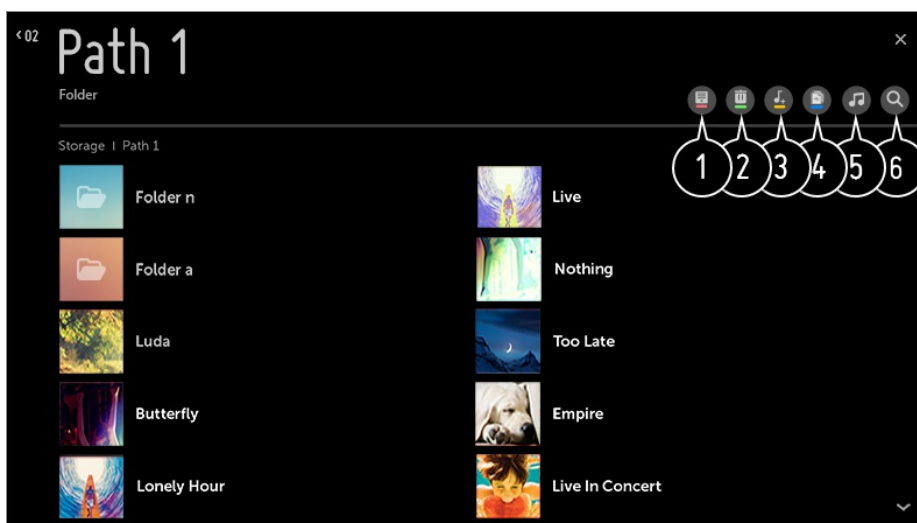 <02
Path 1
Folder
1 2 3 4 5 6
Storage | Path 1
Folder n
Live
Folder a
Nothing
Luda
Too Late
Butterfly
Empire
Lonely Hour
Live In Concert